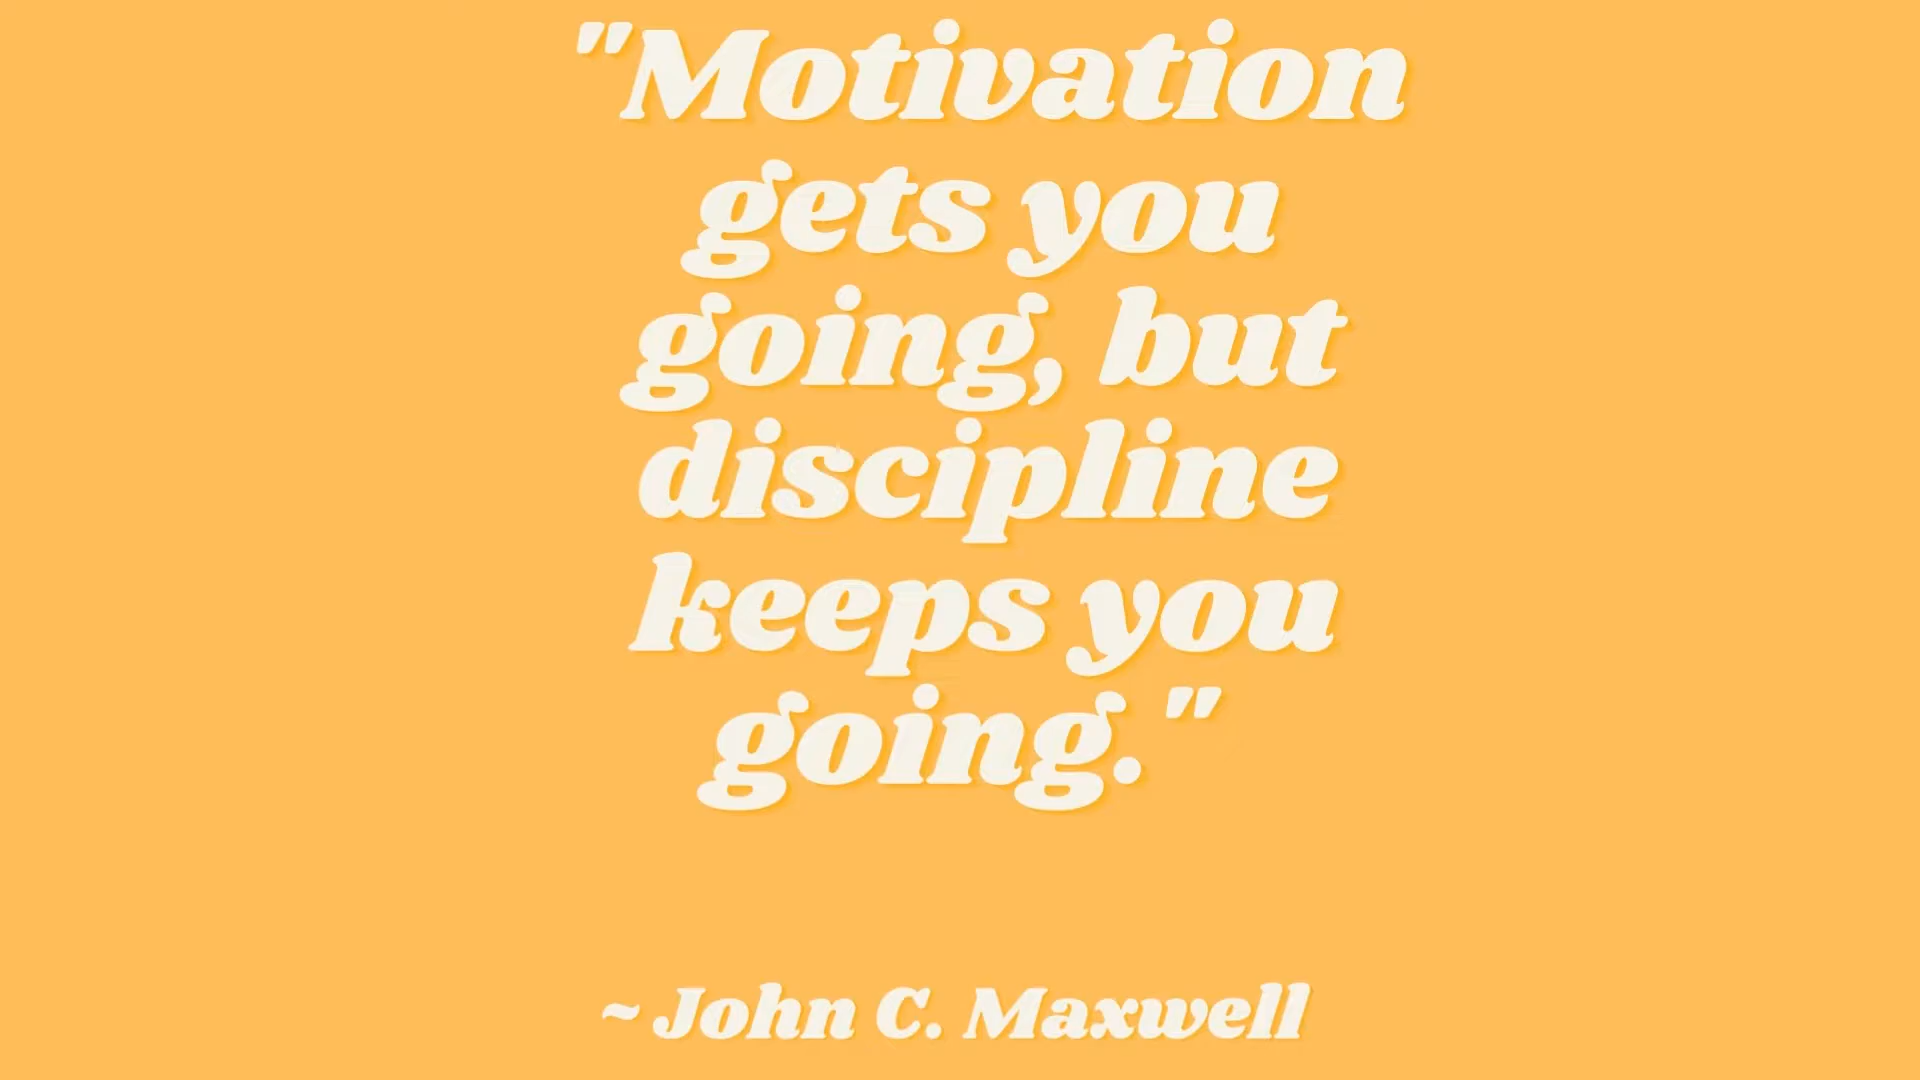 "Motivation
gets you
going, but
discipline
keeps you
going."
~ John C. Maxwell